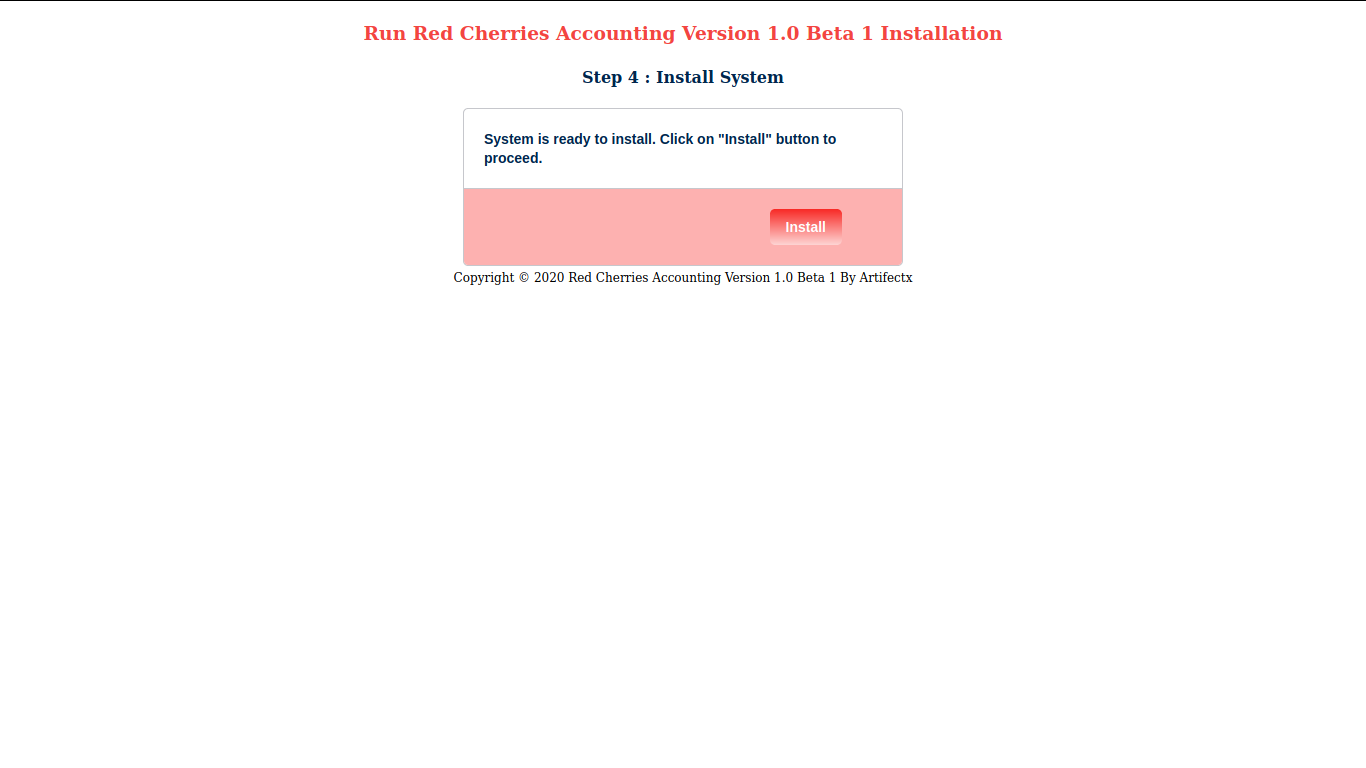 Run Red Cherries Accounting Version 1.0 Beta 1 Installation
Step 4 : Install System
System is ready to install. Click on "Install" button to
proceed.
Install
Copyright © 2020 Red Cherries Accounting Version 1.0 Beta 1 By Artifectx